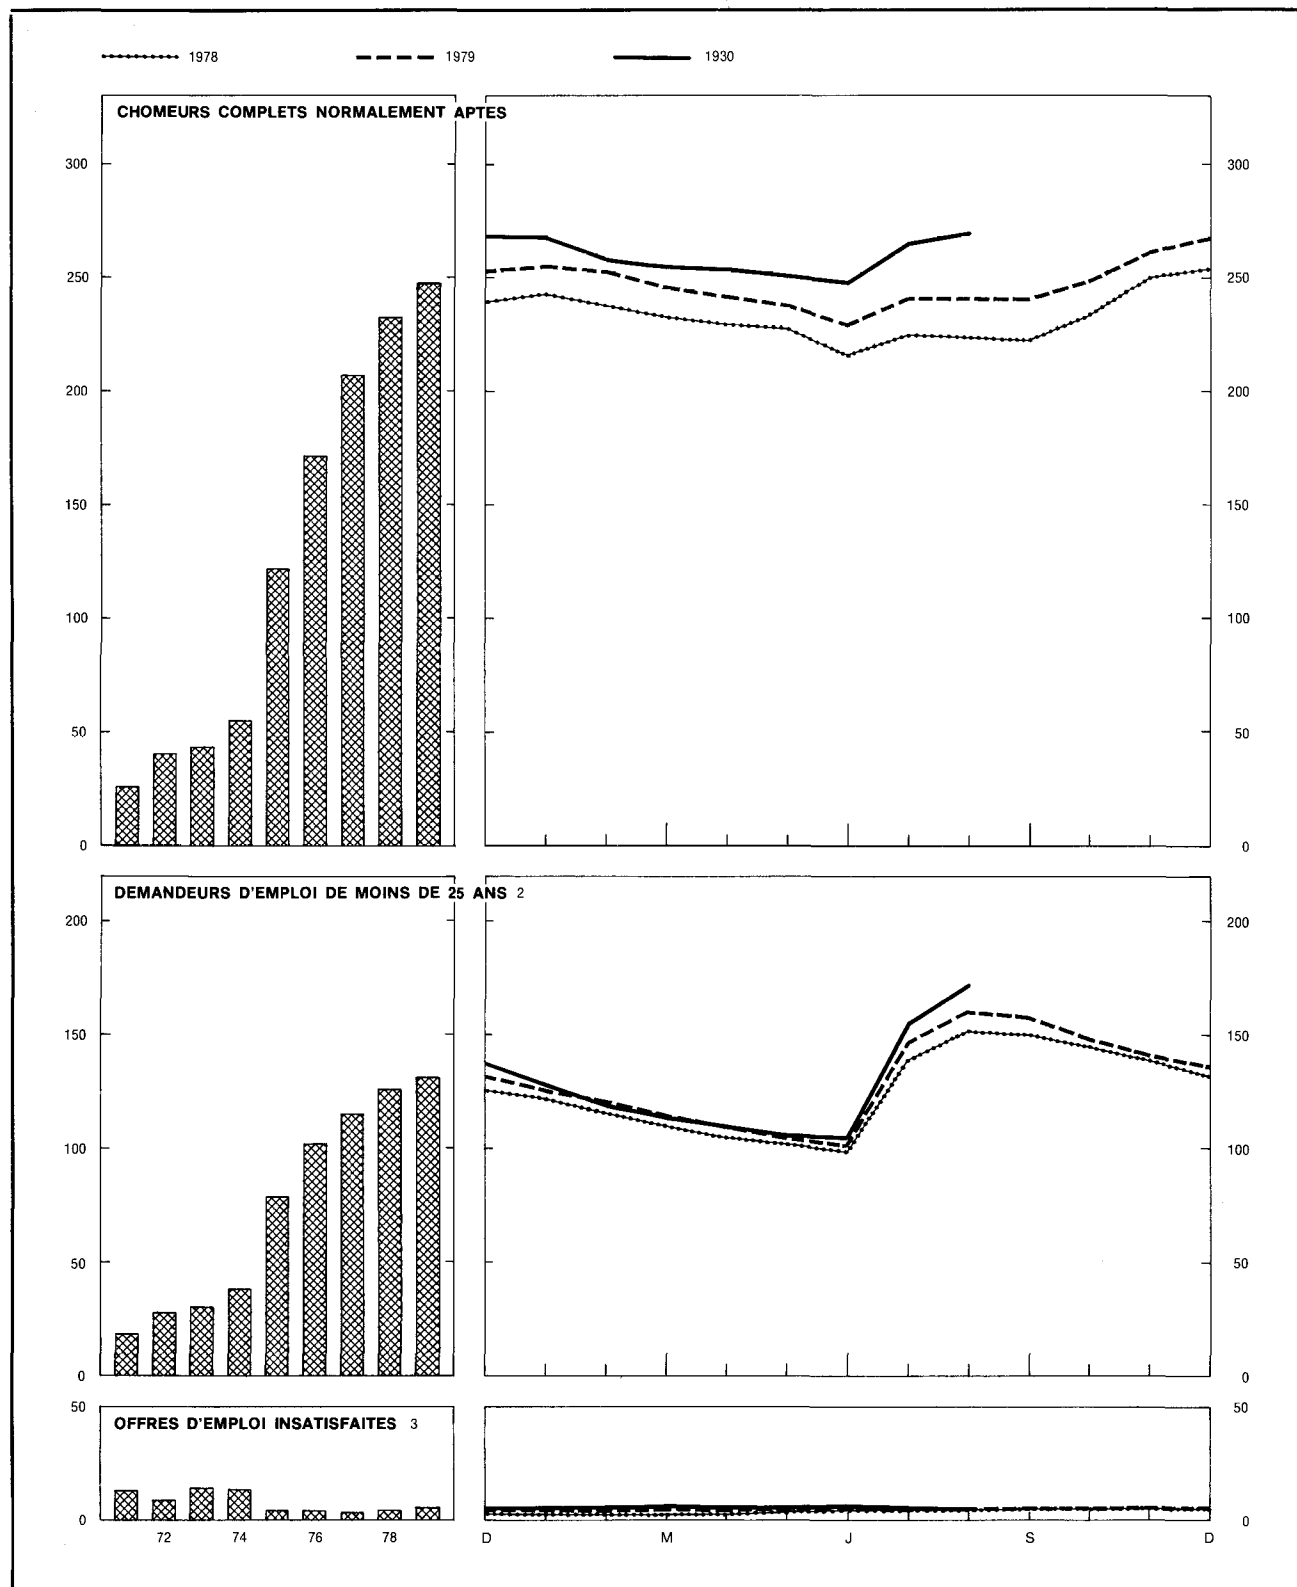 1978 1979 1930
CHOMEURS COMPLETS NORMALEMENT APTES
300 300
250 250
200 200
150 150
100 100
50 50
0 0
DEMANDEURS D'EMPLOI DE MOINS DE 25 ANS 2
200 200
150 150
100 100
50 50
0 0
50 50
OFFRES D'EMPLOI INSATISFAITES 3
0 0
72 74 76 78 D M J S D